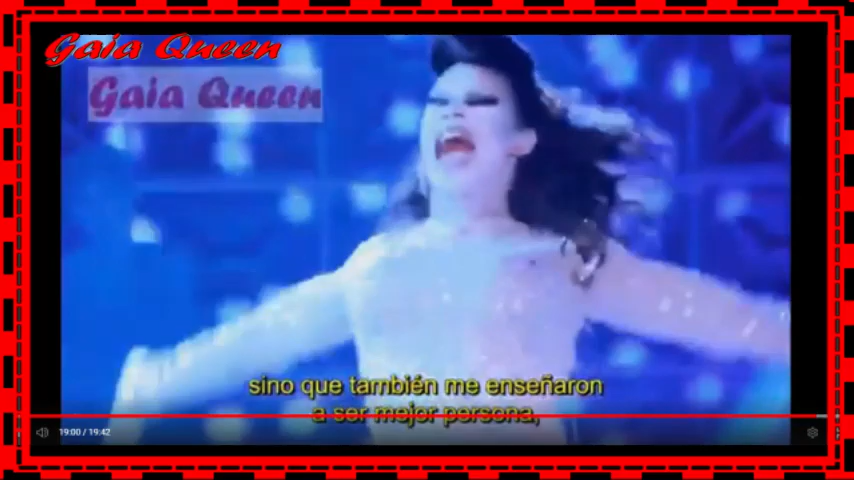 Gaia Queen
Gaia Queen
sino que también me enseñaron
a ser mejor persona,
19:00 / 19:42